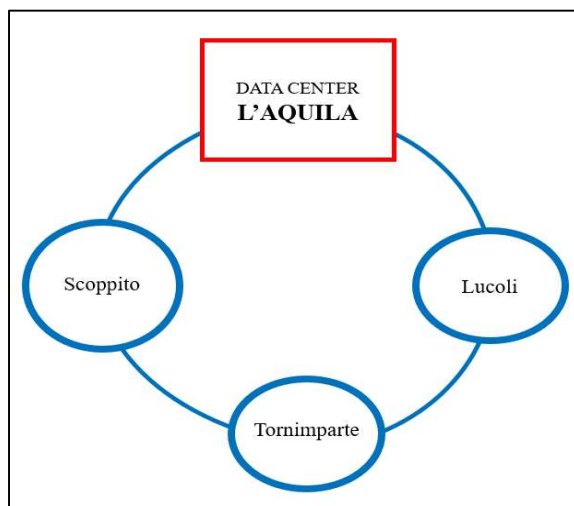 DATA CENTER
L’AQUILA
Scoppito
Lucoli
Tornimparte